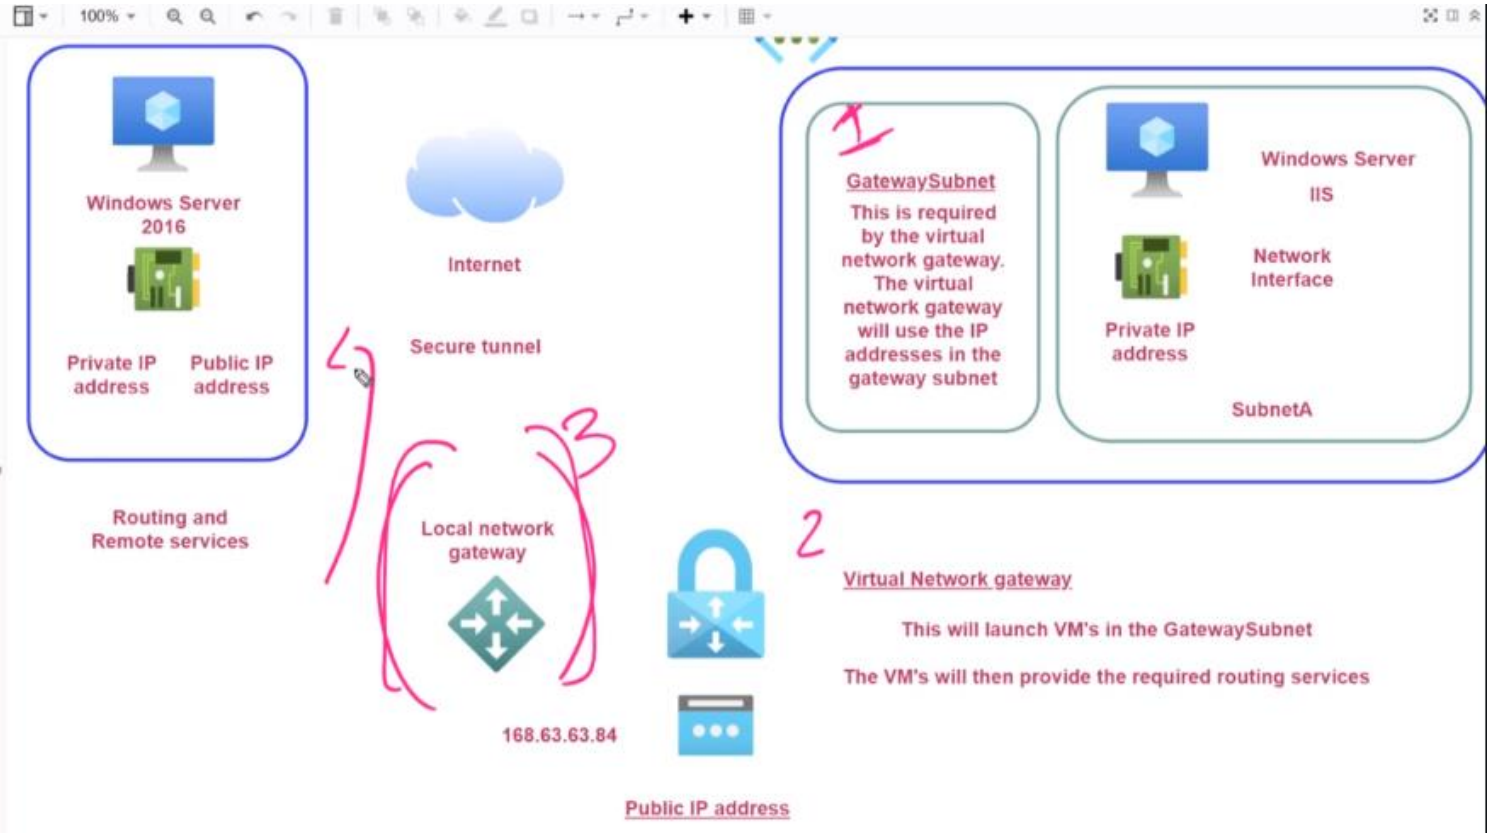 100%
Windows Server
2016
Private IP
address
Public IP
address
Routing and
Remote services
Internet
Secure tunnel
4
3
Local network
gateway
168.63.63.84
Public IP address
1
GatewaySubnet
This is required
by the virtual
network gateway.
The virtual
network gateway
will use the IP
addresses in the
gateway subnet
Windows Server
IIS
Network
Interface
Private IP
address
SubnetA
2
Virtual Network gateway
This will launch VM's in the GatewaySubnet
The VM's will then provide the required routing services